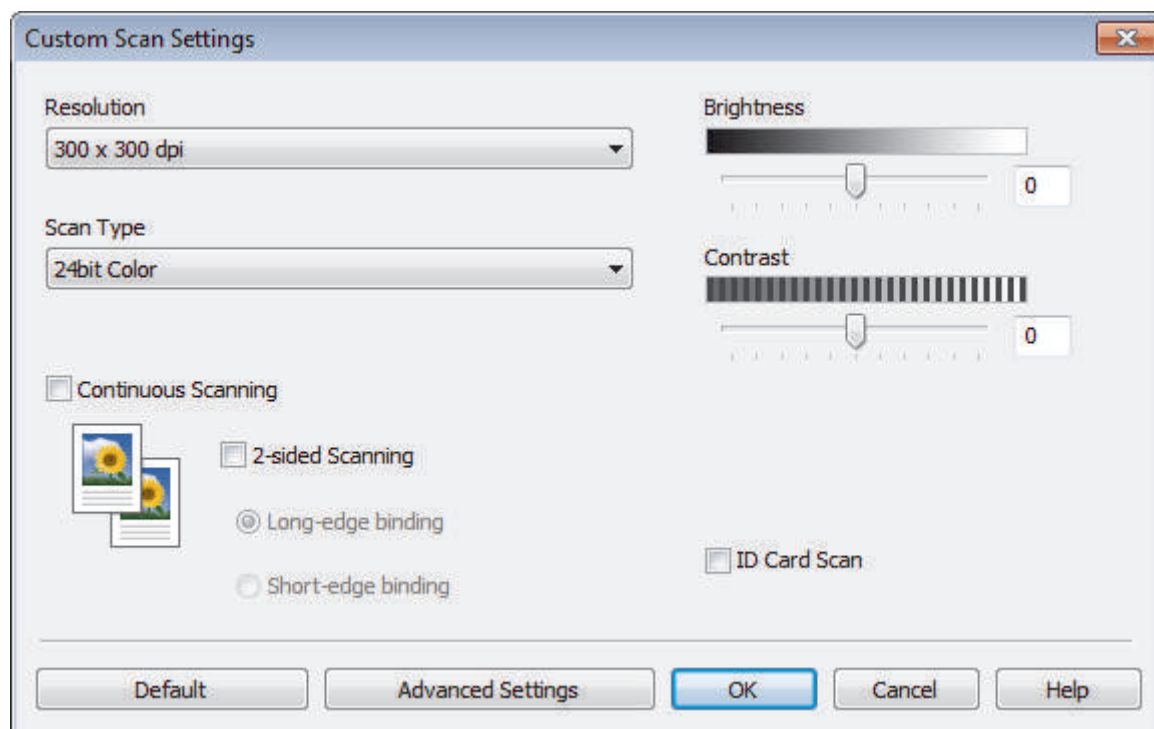 Custom Scan Settings
Resolution
300 x 300 dpi
Scan Type
24bit Color
Brightness
0
Contrast
0
Continuous Scanning
2-sided Scanning
Long-edge binding
Short-edge binding
ID Card Scan
Default
Advanced Settings
OK
Cancel
Help